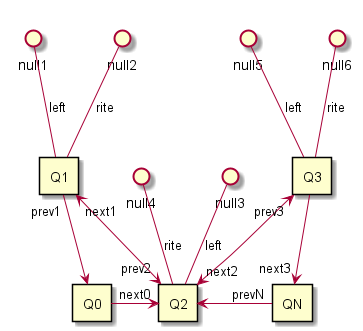 null1 null2 null5 null6
left rite left rite
Q1 null4 null3 Q3
prev1 next1 prev3
rite left
prev2 next2 next3
Q0 next0 Q2 prevN QN